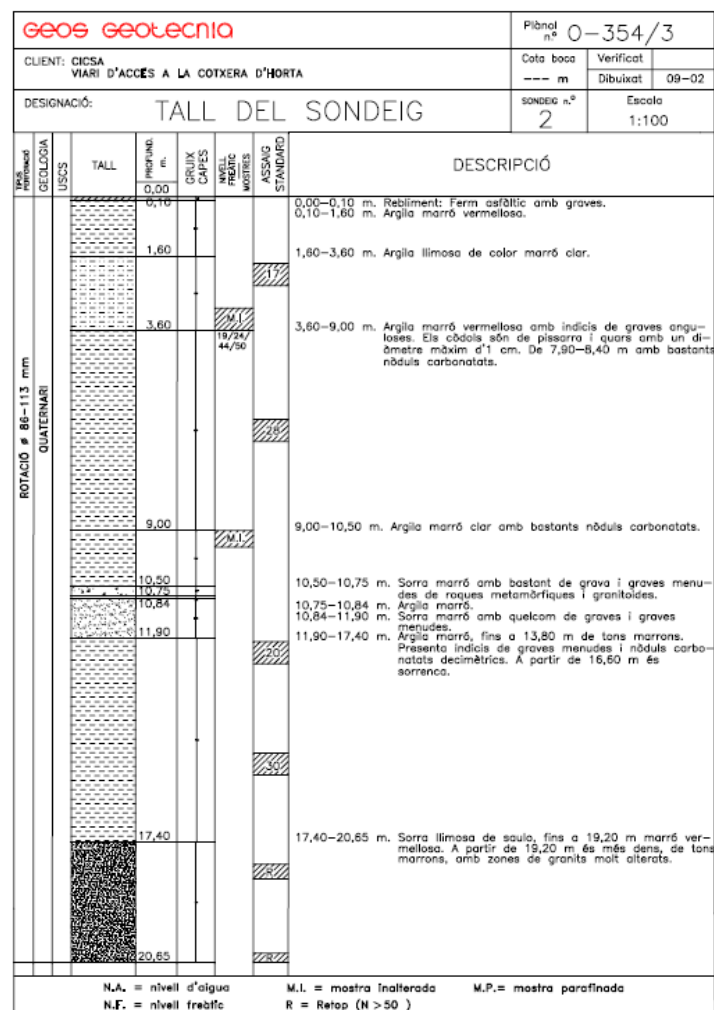 GEOS GEOTECNIA
Plànol n.º O-354/3
CLIENT: CICSA
VIARI D'ACCÉS A LA COTXERA D'HORTA
Cota boca
--- m
Verificat
Dibuixat 09-02
DESIGNACIÓ: TALL DEL SONDEIG
SONDEIG n.º
2
Escala
1:100
TIPUS PERFORACIÓ
GEOLOGIA
USCS
TALL
PROFUND. m.
GRUIX CAPES
NIVELL FREÀTIC
MOSTRES
ASSAIG STANDARD
DESCRIPCIÓ
0,00
0,10
0,00-0,10 m. Rebliment: Ferm asfàltic amb graves.
0,10-1,60 m. Argila marró vermellosa.
1,60
1,60-3,60 m. Argila llimosa de color marró clar.
17
M.I.
3,60
19/24/
44/50
3,60-9,00 m. Argila marró vermellosa amb indicis de graves angu-
loses. Els còdols són de pissarra i quars amb un di-
àmetre màxim d'1 cm. De 7,90-8,40 m amb bastants
nòduls carbonatats.
ROTACIÓ ø 86-113 mm
QUATERNARI
28
9,00
M.I.
9,00-10,50 m. Argila marró clar amb bastants nòduls carbonatats.
10,50
10,75
10,84
11,90
10,50-10,75 m. Sorra marró amb bastant de grava i graves menu-
des de roques metamòrfiques i granitoides.
10,75-10,84 m. Argila marró.
10,84-11,90 m. Sorra marró amb quelcom de graves i graves
menudes.
11,90-17,40 m. Argila marró, fins a 13,80 m de tons marrons.
Presenta indicis de graves menudes i nòduls carbo-
natats decimètrics. A partir de 16,60 m és
sorrenca.
20
30
17,40
17,40-20,65 m. Sorra llimosa de saulo, fins a 19,20 m marró ver-
mellosa. A partir de 19,20 m és més dens, de tons
marrons, amb zones de granits molt alterats.
R
20,65
R
N.A. = nivell d'aigua
M.I. = mostra inalterada
M.P.= mostra parafinada
N.F. = nivell freàtic
R = Retop (N >50 )